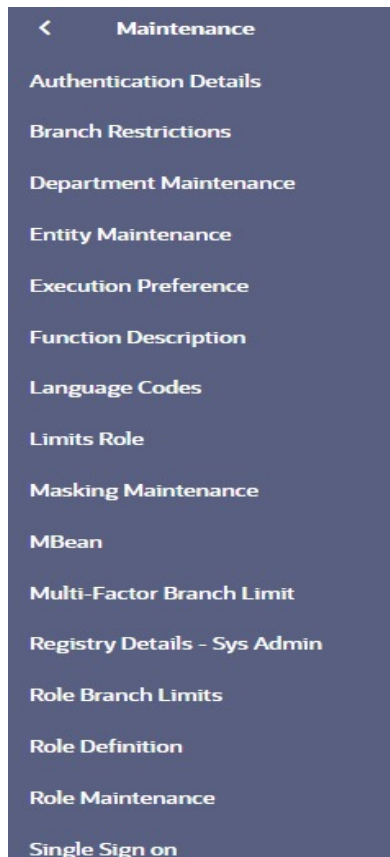 Maintenance
Authentication Details
Branch Restrictions
Department Maintenance
Entity Maintenance
Execution Preference
Function Description
Language Codes
Limits Role
Masking Maintenance
MBean
Multi-Factor Branch Limit
Registry Details - Sys Admin
Role Branch Limits
Role Definition
Role Maintenance
Single Sign on